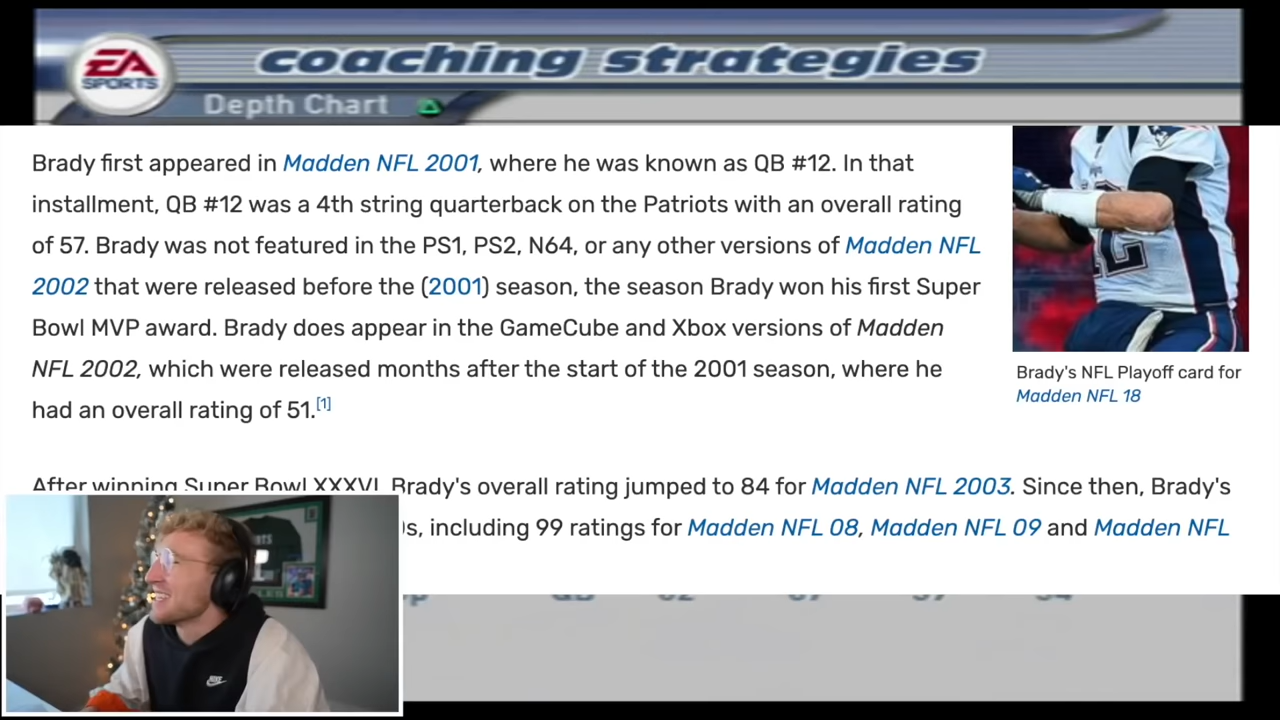 EA
SPORTS
coaching strategies
Depth Chart
Brady first appeared in Madden NFL 2001, where he was known as QB #12. In that
installment, QB #12 was a 4th string quarterback on the Patriots with an overall rating
of 57. Brady was not featured in the PS1, PS2, N64, or any other versions of Madden NFL
2002 that were released before the (2001) season, the season Brady won his first Super
Bowl MVP award. Brady does appear in the GameCube and Xbox versions of Madden
NFL 2002, which were released months after the start of the 2001 season, where he
had an overall rating of 51.[1]
Brady's NFL Playoff card for
Madden NFL 18
After winning Super Bowl XXXVI, Brady's overall rating jumped to 84 for Madden NFL 2003. Since then, Brady's
0s, including 99 ratings for Madden NFL 08, Madden NFL 09 and Madden NFL
QB